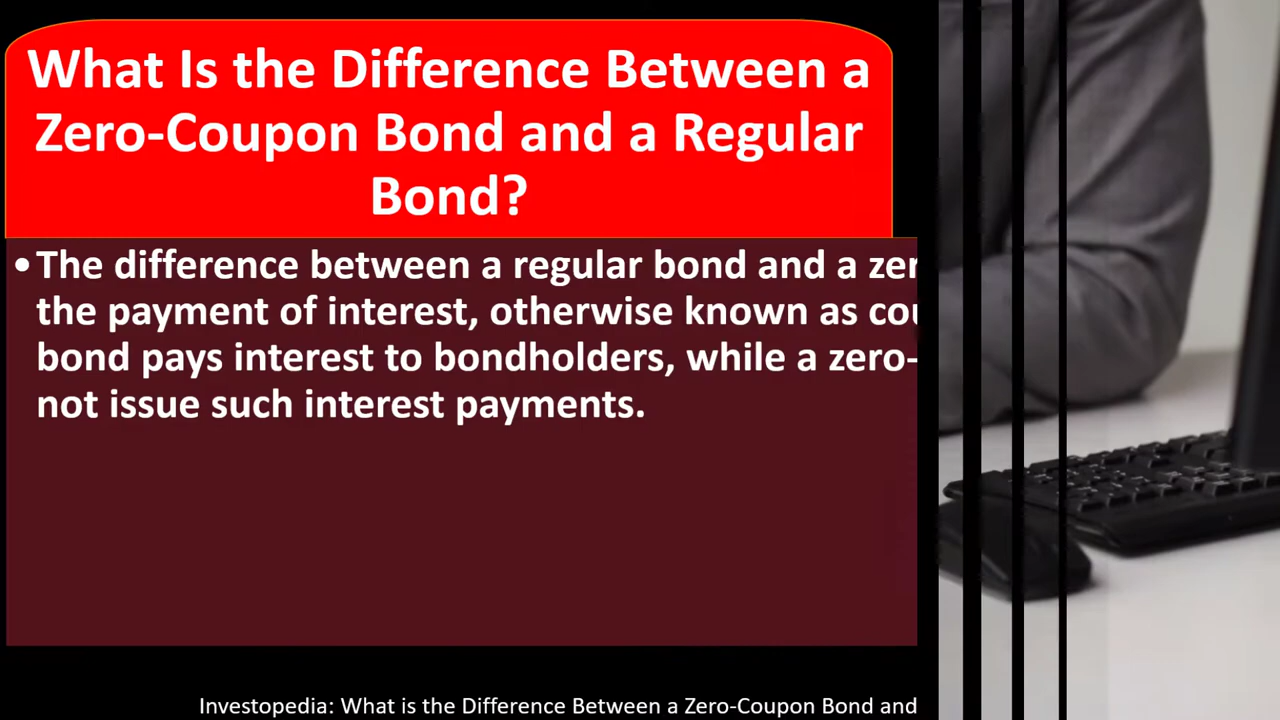 What Is the Difference Between a
Zero-Coupon Bond and a Regular
Bond?
•The difference between a regular bond and a
the payment of interest, otherwise known as
bond pays interest to bondholders, while a zero-
not issue such interest payments.
Investopedia: What is the Difference Between a Zero-Coupon Bond and